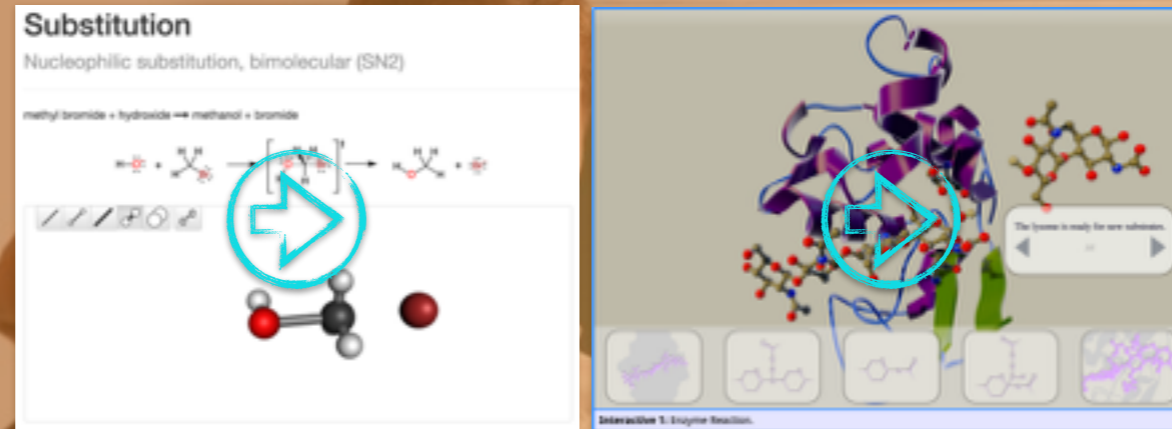 Substitution
Nucleophilic substitution, bimolecular (SN2)
methyl bromide + hydroxide ⟶ methanol + bromide
The lysozyme is ready for new substrates.
Interactive 1: Enzyme Reaction.